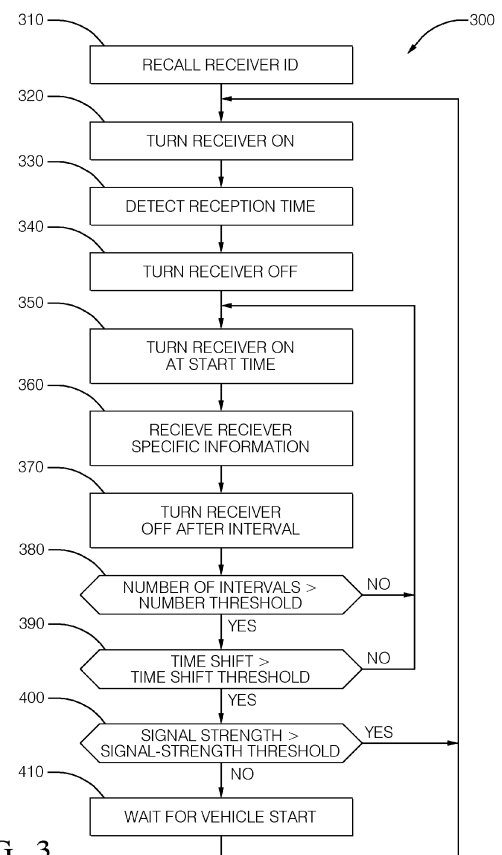 310
300
RECALL RECEIVER ID
320
TURN RECEIVER ON
330
DETECT RECEPTION TIME
340
TURN RECEIVER OFF
350
TURN RECEIVER ON
AT START TIME
360
RECIEVE RECIEVER
SPECIFIC INFORMATION
370
TURN RECEIVER
OFF AFTER INTERVAL
380
NUMBER OF INTERVALS >
NUMBER THRESHOLD
NO
YES
390
TIME SHIFT >
TIME SHIFT THRESHOLD
NO
YES
400
SIGNAL STRENGTH >
SIGNAL-STRENGTH THRESHOLD
YES
NO
410
WAIT FOR VEHICLE START
G. 3